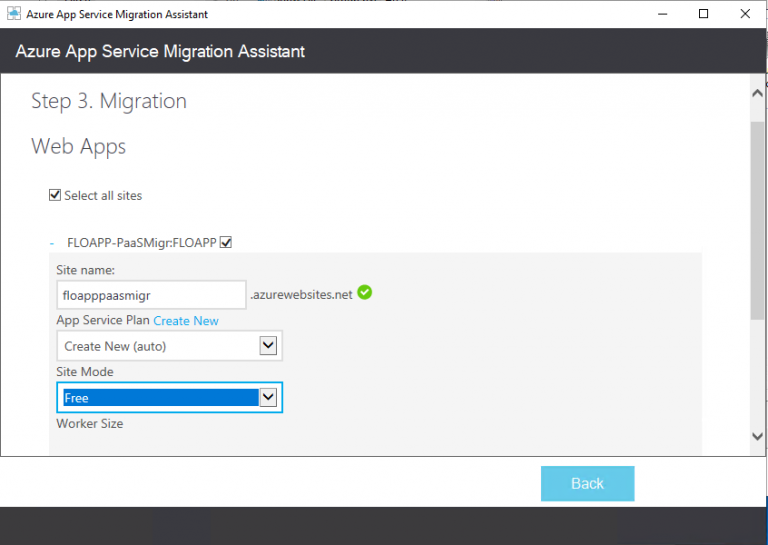 Azure App Service Migration Assistant
Azure App Service Migration Assistant
Step 3. Migration
Web Apps
Select all sites
- FLOAPP-PaaSMigr:FLOAPP
Site name:
floapppaasmigr .azurewebsites.net
App Service Plan Create New
Create New (auto)
Site Mode
Free
Worker Size
Back